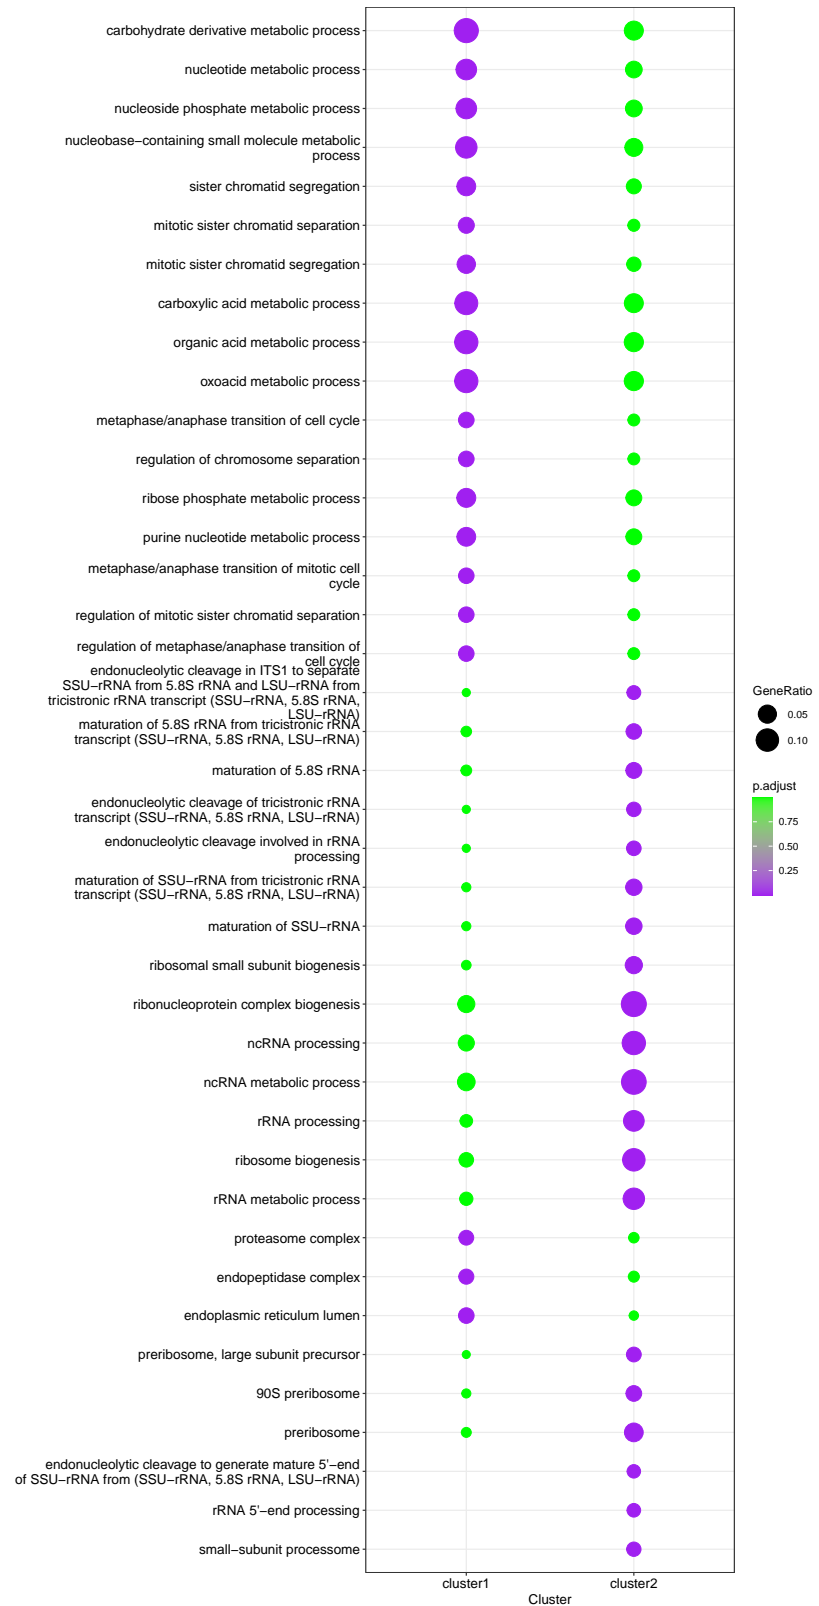 carbohydrate derivative metabolic process
nucleotide metabolic process
nucleoside phosphate metabolic process
nucleobase−containing small molecule metabolic
process
sister chromatid segregation
mitotic sister chromatid separation
mitotic sister chromatid segregation
carboxylic acid metabolic process
organic acid metabolic process
oxoacid metabolic process
metaphase/anaphase transition of cell cycle
regulation of chromosome separation
ribose phosphate metabolic process
purine nucleotide metabolic process
metaphase/anaphase transition of mitotic cell
cycle
regulation of mitotic sister chromatid separation
regulation of metaphase/anaphase transition of
cell cycle
endonucleolytic cleavage in ITS1 to separate
SSU−rRNA from 5.8S rRNA and LSU−rRNA from
tricistronic rRNA transcript (SSU−rRNA, 5.8S rRNA,
LSU−rRNA)
maturation of 5.8S rRNA from tricistronic rRNA
transcript (SSU−rRNA, 5.8S rRNA, LSU−rRNA)
maturation of 5.8S rRNA
endonucleolytic cleavage of tricistronic rRNA
transcript (SSU−rRNA, 5.8S rRNA, LSU−rRNA)
endonucleolytic cleavage involved in rRNA
processing
maturation of SSU−rRNA from tricistronic rRNA
transcript (SSU−rRNA, 5.8S rRNA, LSU−rRNA)
maturation of SSU−rRNA
ribosomal small subunit biogenesis
ribonucleoprotein complex biogenesis
ncRNA processing
ncRNA metabolic process
rRNA processing
ribosome biogenesis
rRNA metabolic process
proteasome complex
endopeptidase complex
endoplasmic reticulum lumen
preribosome, large subunit precursor
90S preribosome
preribosome
endonucleolytic cleavage to generate mature 5'−end
of SSU−rRNA from (SSU−rRNA, 5.8S rRNA, LSU−rRNA)
rRNA 5'−end processing
small−subunit processome
cluster1
cluster2
Cluster
GeneRatio
0.05
0.10
p.adjust
0.75
0.50
0.25